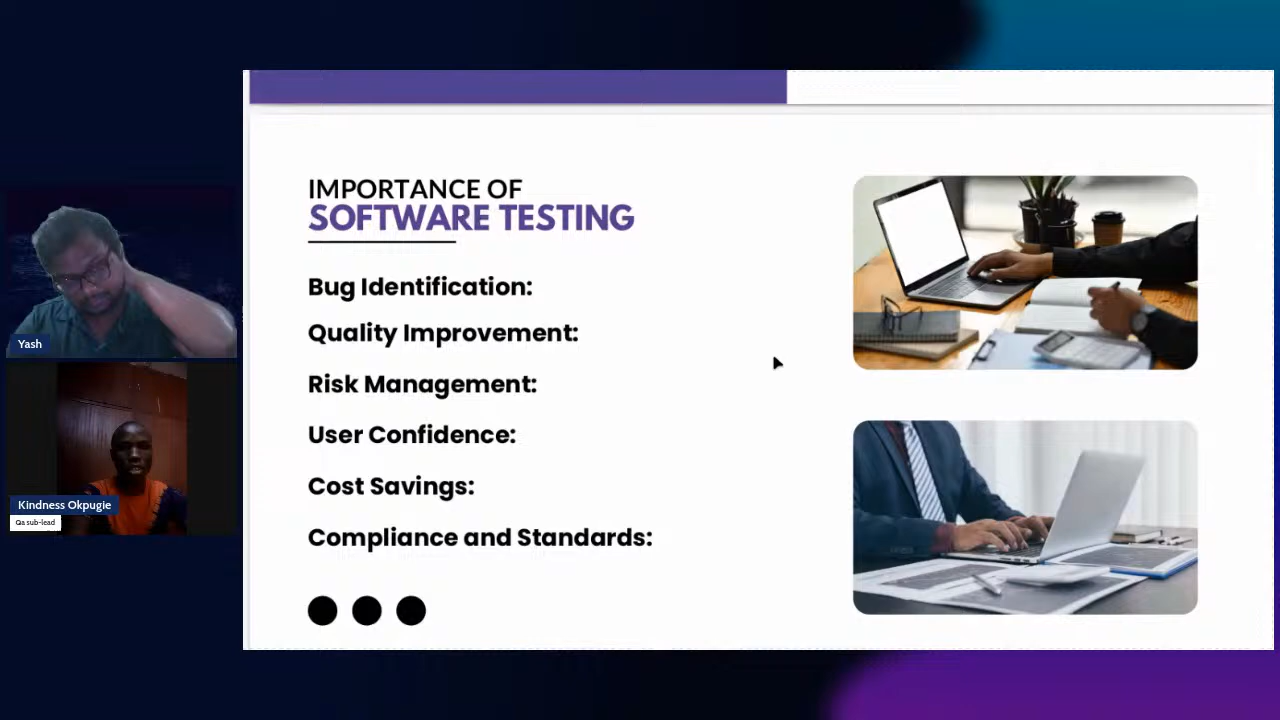 IMPORTANCE OF
SOFTWARE TESTING
Bug Identification:
Quality Improvement:
Risk Management:
User Confidence:
Cost Savings:
Compliance and Standards:
Yash
Kindness Okpugie
Qa sub-lead